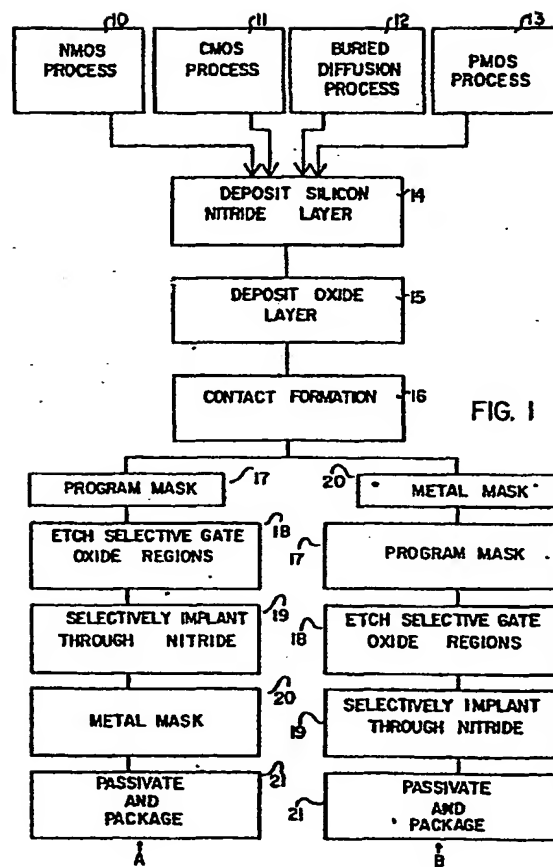 10
NMOS
PROCESS
11
CMOS
PROCESS
12
BURIED
DIFFUSION
PROCESS
13
PMOS
PROCESS
DEPOSIT SILICON
NITRIDE LAYER
14
DEPOSIT OXIDE
LAYER
15
CONTACT FORMATION
16
FIG. 1
PROGRAM MASK
17
ETCH SELECTIVE GATE
OXIDE REGIONS
18
SELECTIVELY IMPLANT
THROUGH NITRIDE
19
METAL MASK
20
PASSIVATE
AND
PACKAGE
21
A
20
METAL MASK
17
PROGRAM MASK
18
ETCH SELECTIVE GATE
OXIDE REGIONS
19
SELECTIVELY IMPLANT
THROUGH NITRIDE
21
PASSIVATE
AND
PACKAGE
B